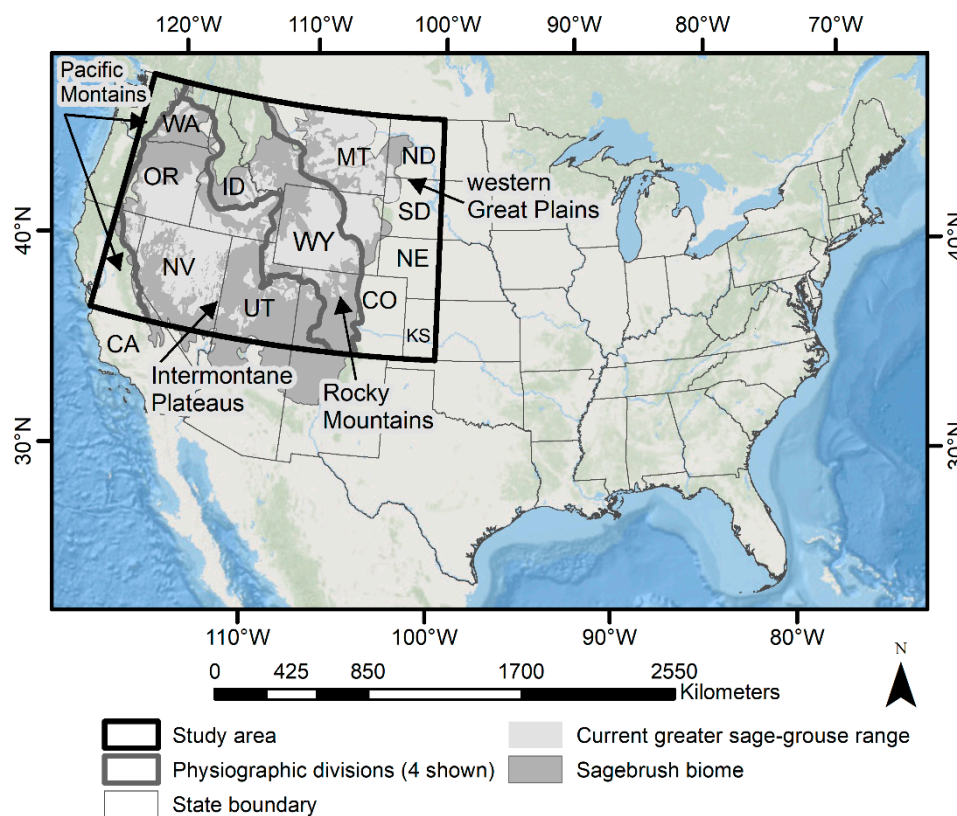 120°W 110°W 100°W 90°W 80°W 70°W
Pacific
Montains
WA
MT
ND
OR
ID
western
Great Plains
SD
40°N
40°N
WY
NE
NV
UT
CO
KS
CA
Intermontane
Plateaus
Rocky
Mountains
30°N
30°N
110°W 100°W 90°W 80°W
0 425 850 1700 2550
Kilometers
N
Study area
Current greater sage-grouse range
Physiographic divisions (4 shown)
Sagebrush biome
State boundary